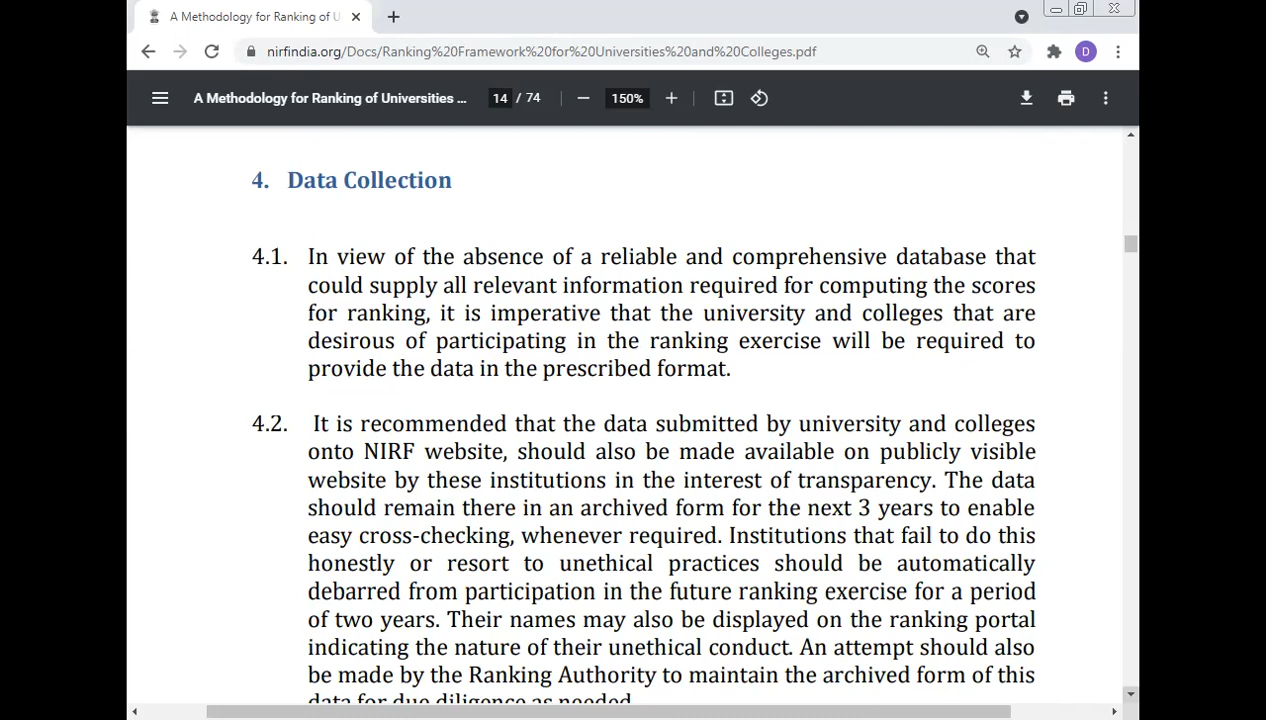 A Methodology for Ranking of U
nirfindia.org/Docs/Ranking%20Framework%20for%20Universities%20and%20Colleges.pdf
D
A Methodology for Ranking of Universities ...
14 / 74
150%
4. Data Collection
4.1. In view of the absence of a reliable and comprehensive database that
could supply all relevant information required for computing the scores
for ranking, it is imperative that the university and colleges that are
desirous of participating in the ranking exercise will be required to
provide the data in the prescribed format.
4.2. It is recommended that the data submitted by university and colleges
onto NIRF website, should also be made available on publicly visible
website by these institutions in the interest of transparency. The data
should remain there in an archived form for the next 3 years to enable
easy cross-checking, whenever required. Institutions that fail to do this
honestly or resort to unethical practices should be automatically
debarred from participation in the future ranking exercise for a period
of two years. Their names may also be displayed on the ranking portal
indicating the nature of their unethical conduct. An attempt should also
be made by the Ranking Authority to maintain the archived form of this
data for due diligence as needed.